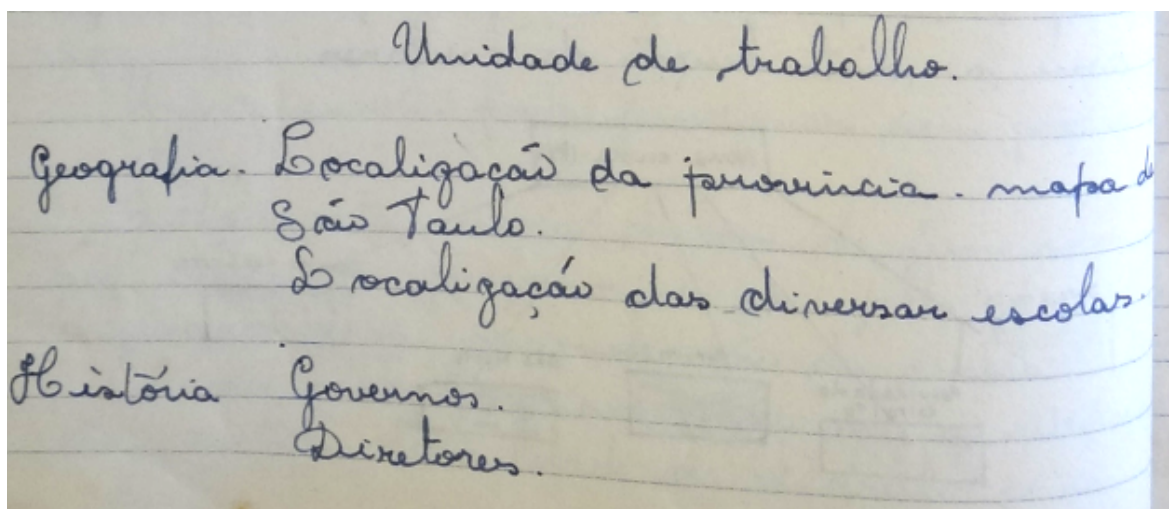 Unidade de trabalho.
Geografia. Localização da provincia. mapa de
São Paulo.
Localização das diversas escolas.
História Governos.
Diretores.